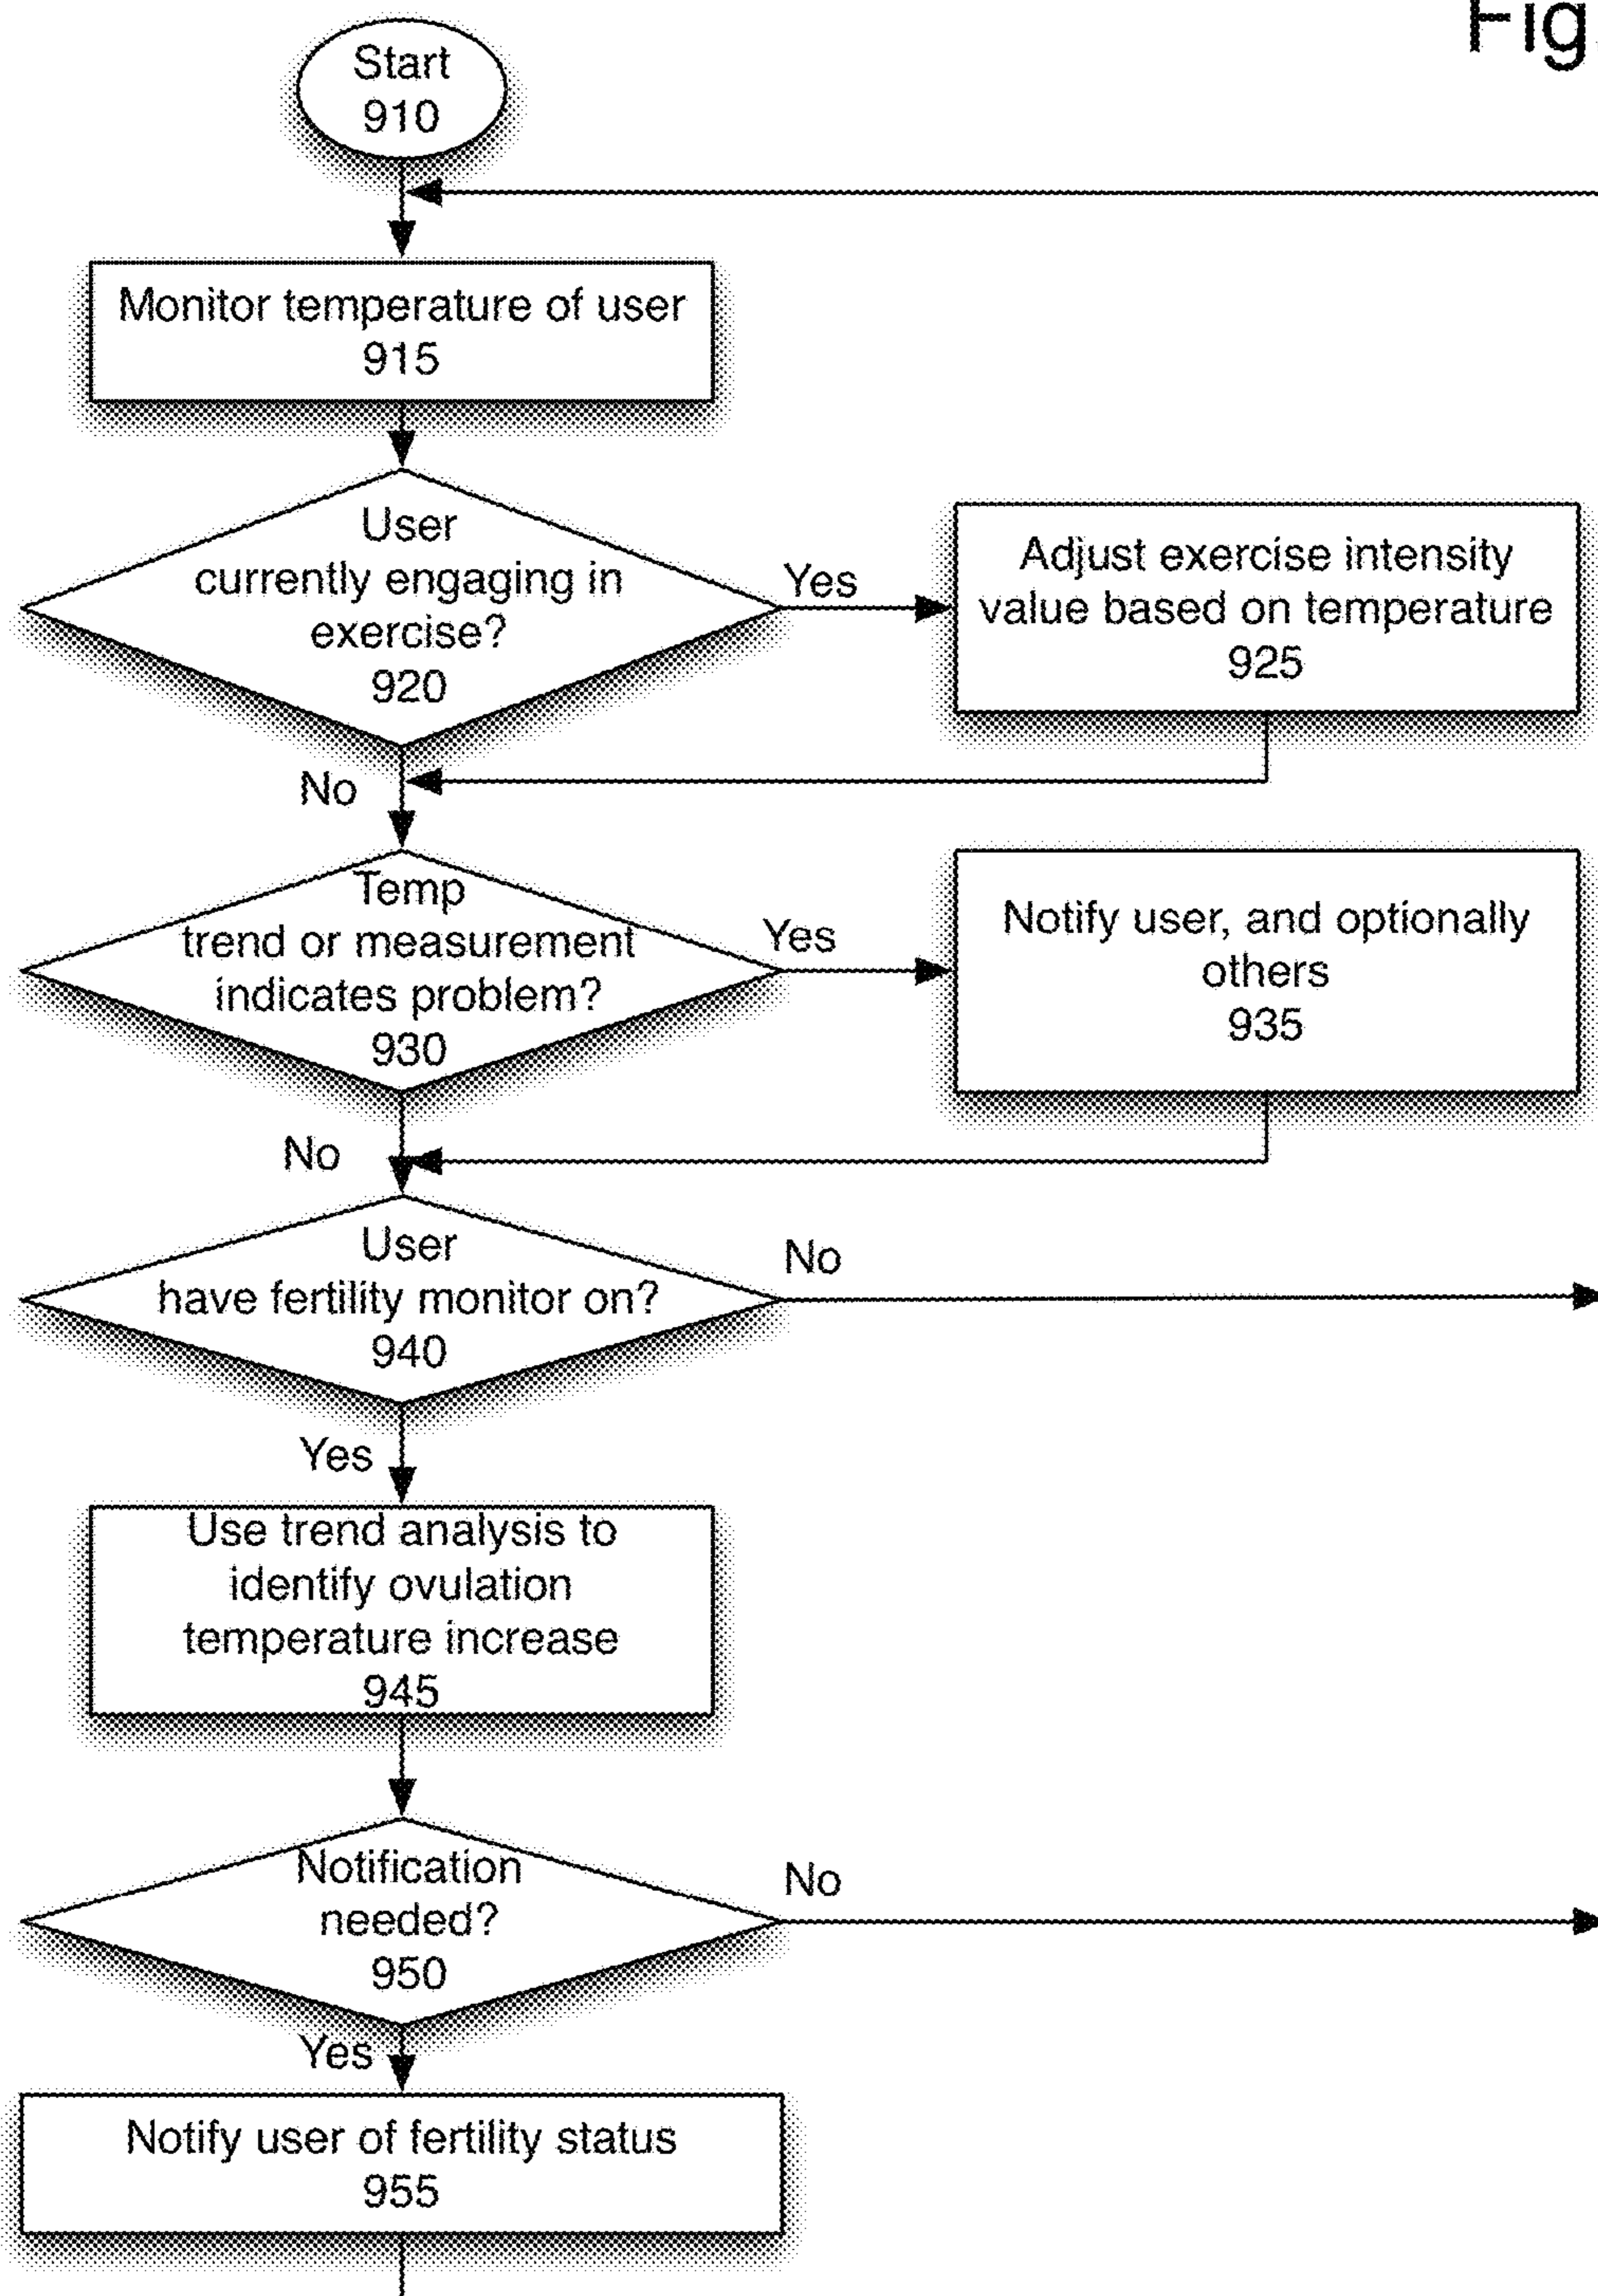 Fig.
Start
910
Monitor temperature of user
915
User
currently engaging in
exercise?
920
Yes
Adjust exercise intensity
value based on temperature
925
No
Temp
trend or measurement
indicates problem?
930
Yes
Notify user, and optionally
others
935
No
User
have fertility monitor on?
940
No
Yes
Use trend analysis to
identify ovulation
temperature increase
945
Notification
needed?
950
No
Yes
Notify user of fertility status
955